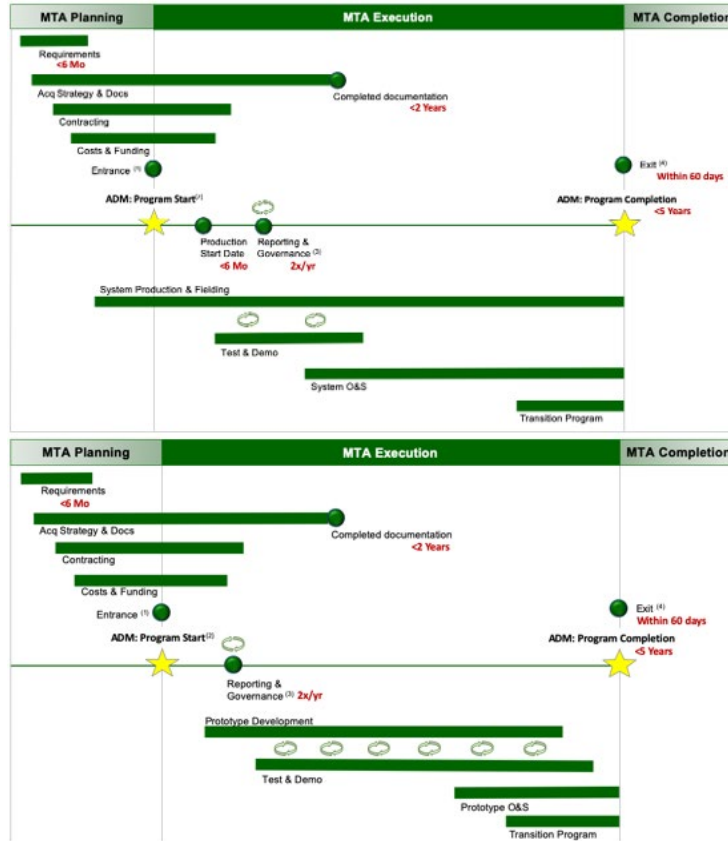 MTA Planning
MTA Execution
MTA Completion
Requirements
<6 Mo
Acq Strategy & Docs
Completed documentation
<2 Years
Contracting
Costs & Funding
Entrance (1)
Exit (4)
Within 60 days
ADM: Program Start(2)
ADM: Program Completion
<5 Years
Production
Start Date
<6 Mo
Reporting &
Governance (3)
2x/yr
System Production & Fielding
Test & Demo
System O&S
Transition Program
MTA Planning
MTA Execution
MTA Completion
Requirements
<6 Mo
Acq Strategy & Docs
Completed documentation
<2 Years
Contracting
Costs & Funding
Entrance (1)
Exit (4)
Within 60 days
ADM: Program Start(2)
ADM: Program Completion
<5 Years
Reporting &
Governance (3) 2x/yr
Prototype Development
Test & Demo
Prototype O&S
Transition Program